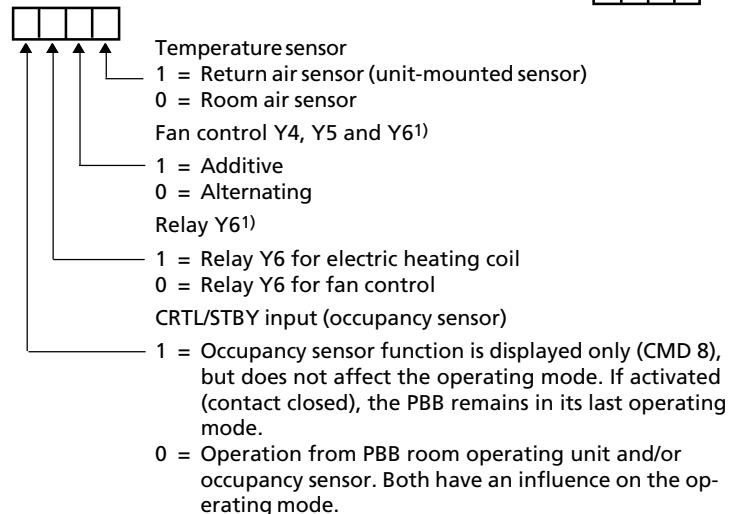 Temperature sensor
1 = Return air sensor (unit-mounted sensor)
0 = Room air sensor
Fan control Y4, Y5 and Y61)
1 = Additive
0 = Alternating
Relay Y61)
1 = Relay Y6 for electric heating coil
0 = Relay Y6 for fan control
CRTL/STBY input (occupancy sensor)
1 = Occupancy sensor function is displayed only (CMD 8),
but does not affect the operating mode. If activated
(contact closed), the PBB remains in its last operating
mode.
0 = Operation from PBB room operating unit and/or
occupancy sensor. Both have an influence on the op-
erating mode.